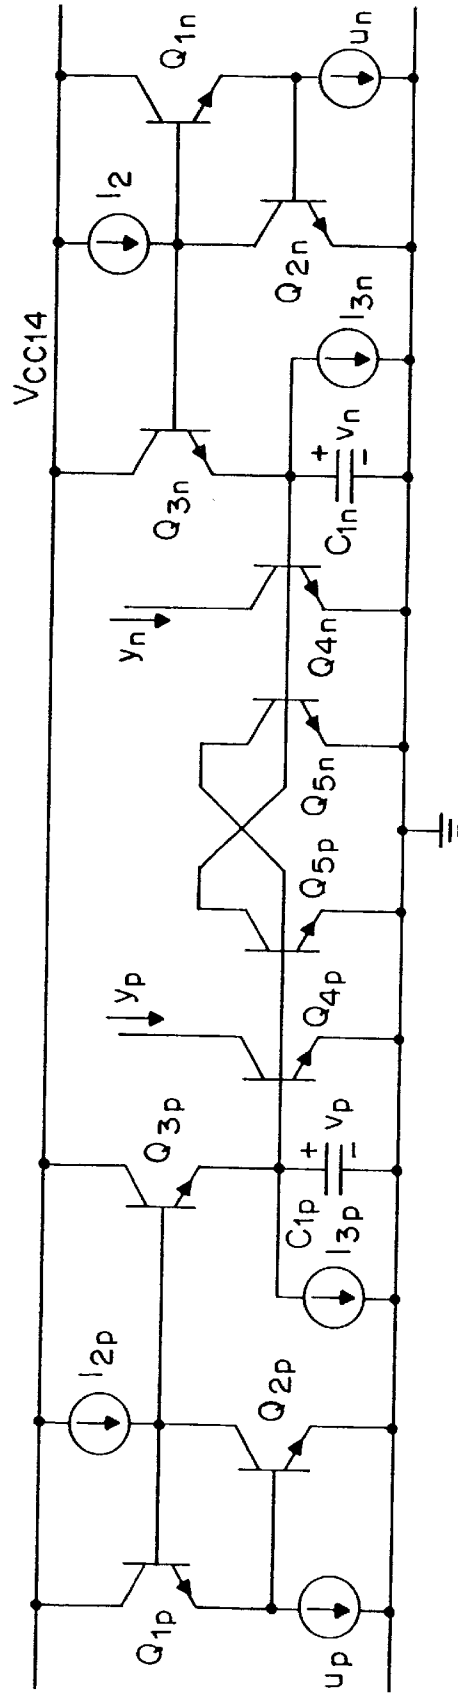 VCC14
up
Q1p
I2p
Q2p
Q3p
I3p
C1p
+
vp
–
yp
Q4p
Q5p
Q5n
Q4n
yn
Q3n
C1n
+
vn
–
I3n
I2
Q2n
Q1n
un